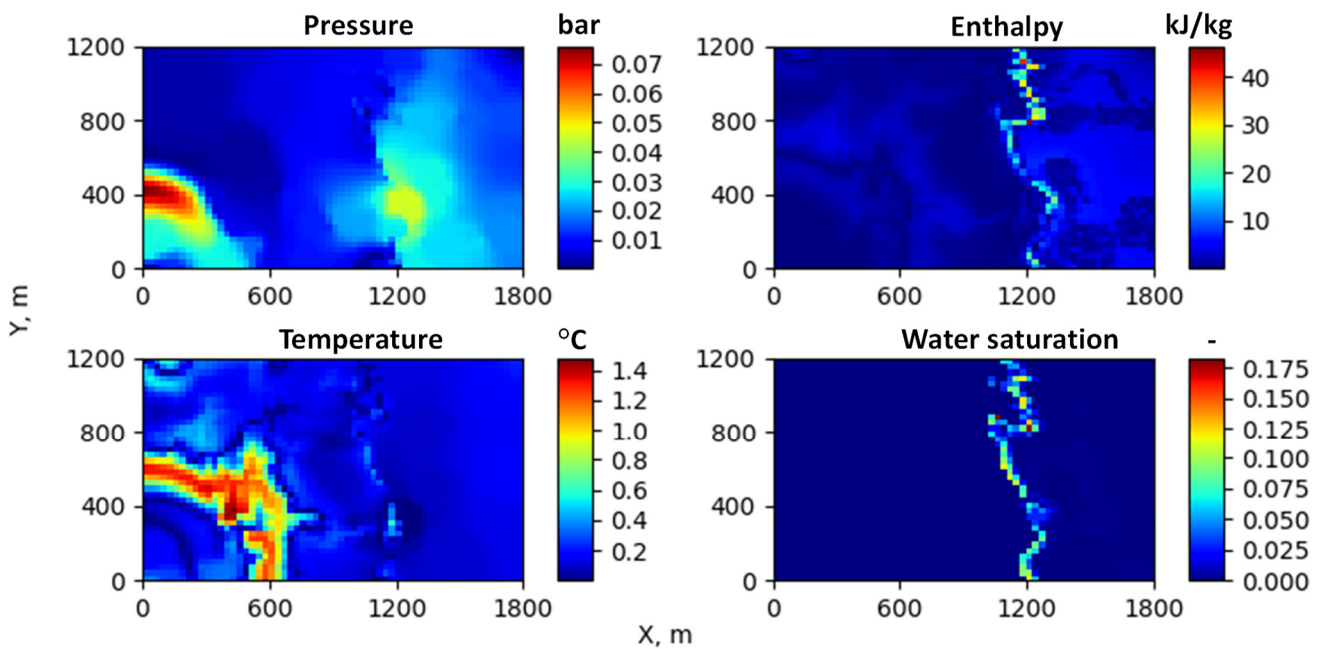 Pressure bar Enthalpy kJ/kg
1200 0.07 1200 40
0.06
800 0.05 800 30
0.04
400 0.03 400 20
0.02
0.01 10
0 0
0 600 1200 1800 0 600 1200 1800
Y, m
Temperature °C Water saturation -
1200 1.4 1200 0.175
1.2 0.150
800 1.0 800 0.125
0.8 0.100
400 0.6 400 0.075
0.4 0.050
0.2 0.025
0 0 0.000
0 600 1200 1800 0 600 1200 1800
X, m